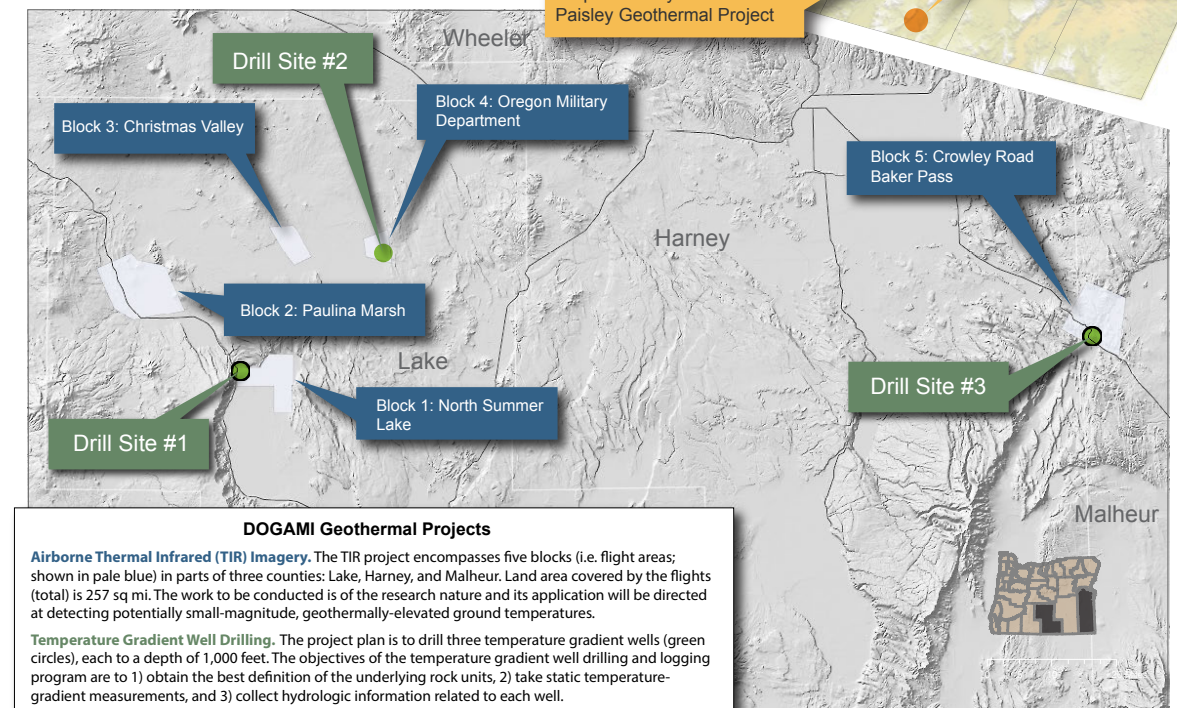 Paisley Geothermal Project
Wheeler
Drill Site #2
Block 4: Oregon Military
Department
Block 3: Christmas Valley
Block 5: Crowley Road
Baker Pass
Harney
Block 2: Paulina Marsh
Lake
Drill Site #3
Block 1: North Summer
Lake
Drill Site #1
Malheur
DOGAMI Geothermal Projects
Airborne Thermal Infrared (TIR) Imagery. The TIR project encompasses five blocks (i.e. flight areas;
shown in pale blue) in parts of three counties: Lake, Harney, and Malheur. Land area covered by the flights
(total) is 257 sq mi. The work to be conducted is of the research nature and its application will be directed
at detecting potentially small-magnitude, geothermally-elevated ground temperatures.
Temperature Gradient Well Drilling. The project plan is to drill three temperature gradient wells (green
circles), each to a depth of 1,000 feet. The objectives of the temperature gradient well drilling and logging
program are to 1) obtain the best definition of the underlying rock units, 2) take static temperature-
gradient measurements, and 3) collect hydrologic information related to each well.